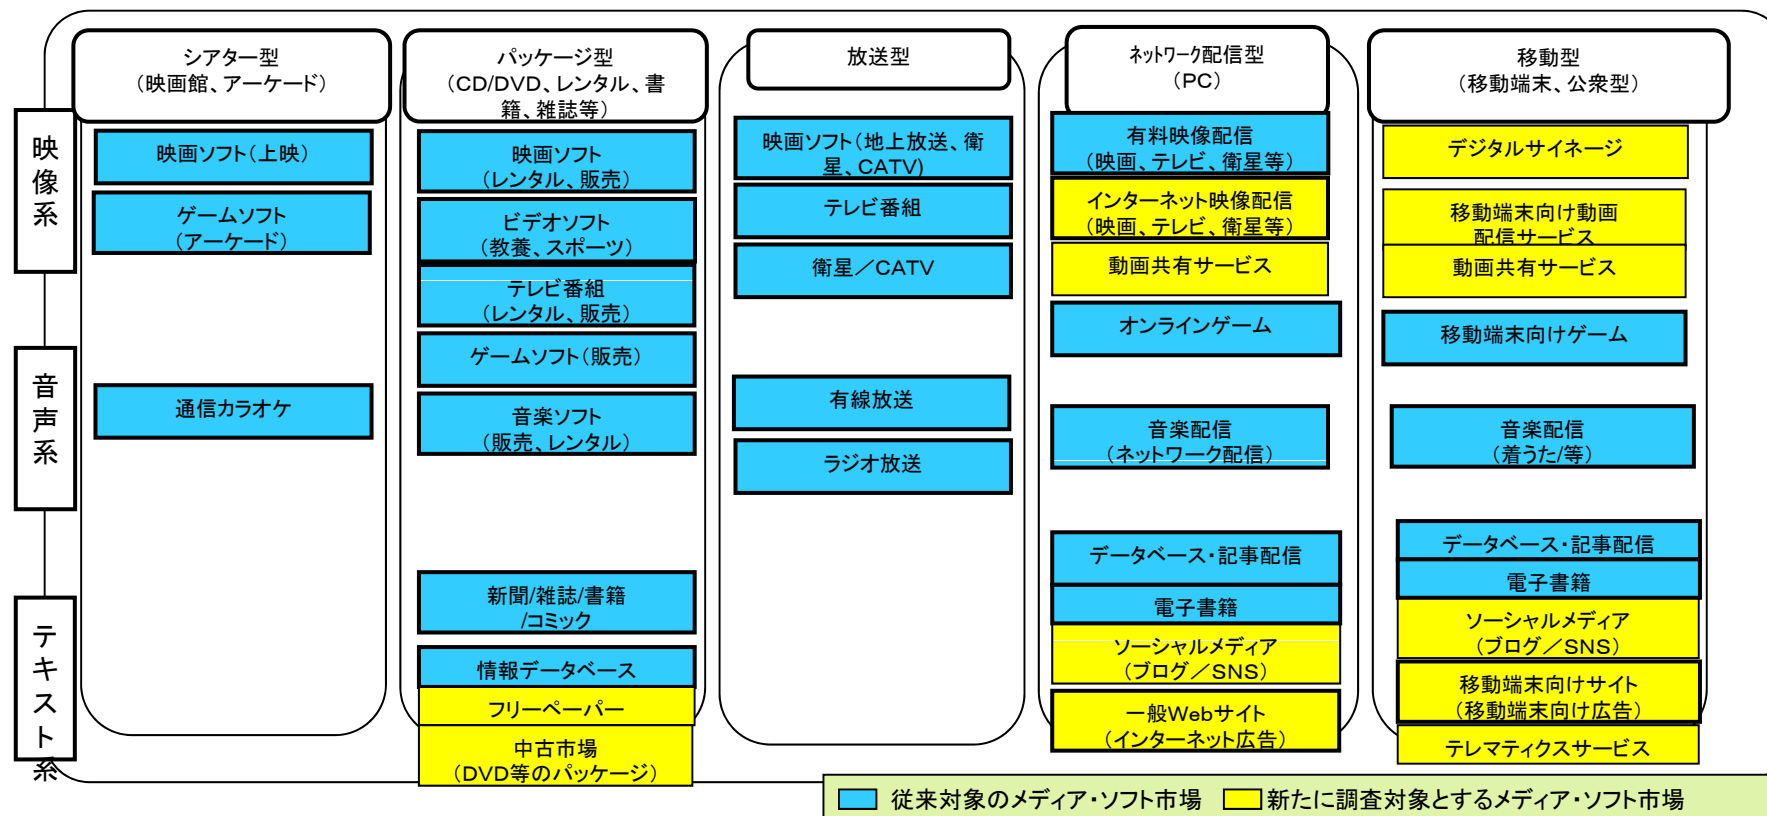 シアター型
（映画館、アーケード）
パッケージ型
（CD/DVD、レンタル、書
籍、雑誌等）
放送型
ネットワーク配信型
（PC）
移動型
（移動端末、公衆型）
映像系
映画ソフト（上映）
ゲームソフト
（アーケード）
映画ソフト
（レンタル、販売）
ビデオソフト
（教養、スポーツ）
テレビ番組
（レンタル、販売）
ゲームソフト（販売）
映画ソフト（地上放送、衛
星、CATV)
テレビ番組
衛星／CATV
有料映像配信
（映画、テレビ、衛星等）
インターネット映像配信
（映画、テレビ、衛星等）
動画共有サービス
オンラインゲーム
デジタルサイネージ
移動端末向け動画
配信サービス
動画共有サービス
移動端末向けゲーム
音声系
通信カラオケ
音楽ソフト
（販売、レンタル）
有線放送
ラジオ放送
音楽配信
（ネットワーク配信）
音楽配信
（着うた/等）
テキスト系
新聞/雑誌/書籍
/コミック
情報データベース
フリーペーパー
中古市場
（DVD等のパッケージ）
データベース・記事配信
電子書籍
ソーシャルメディア
（ブログ／SNS）
一般Webサイト
（インターネット広告）
データベース・記事配信
電子書籍
ソーシャルメディア
（ブログ／SNS）
移動端末向けサイト
（移動端末向け広告）
テレマティクスサービス
従来対象のメディア・ソフト市場
新たに調査対象とするメディア・ソフト市場